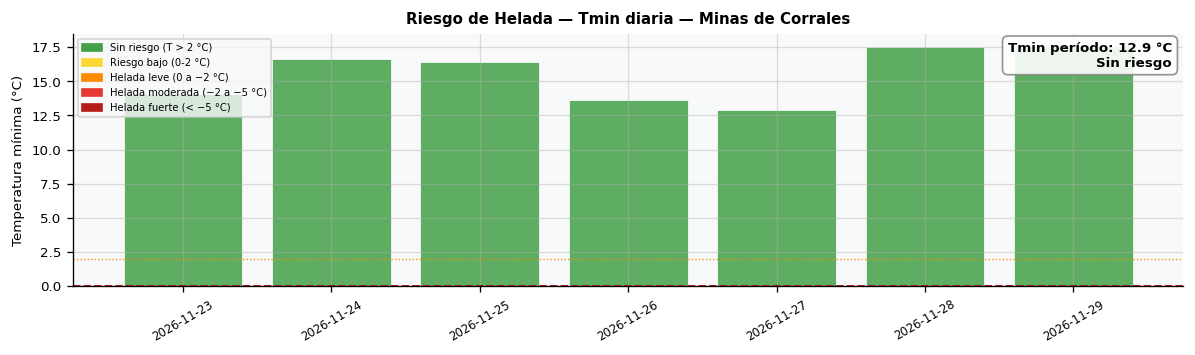 Riesgo de Helada — Tmin diaria — Minas de Corrales
Temperatura mínima (°C)
17.5
15.0
12.5
10.0
7.5
5.0
2.5
0.0
Sin riesgo (T > 2 °C)
Riesgo bajo (0-2 °C)
Helada leve (0 a −2 °C)
Helada moderada (−2 a −5 °C)
Helada fuerte (< −5 °C)
Tmin período: 12.9 °C
Sin riesgo
2026-11-23
2026-11-24
2026-11-25
2026-11-26
2026-11-27
2026-11-28
2026-11-29